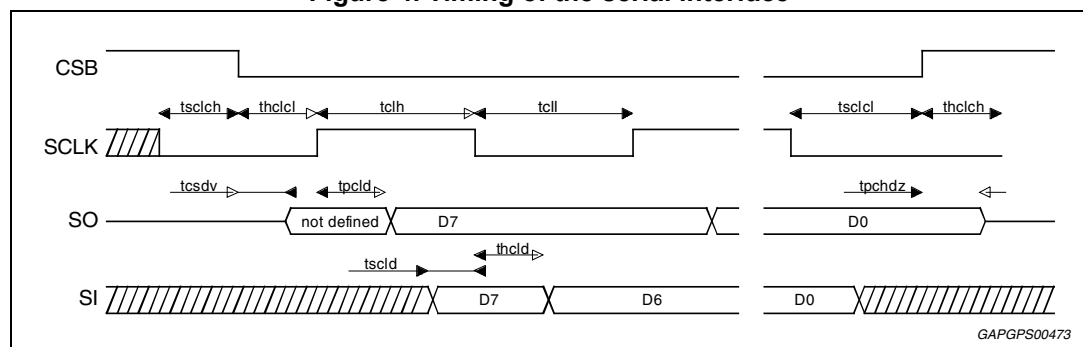 Figure 4. Timing of the serial interface
CSB
tsclch thclcl tclh tcll tsclcl thclch
SCLK
tcsdv tpcld tpchdz
SO not defined D7 D0
thcld
tscld
SI D7 D6 D0
GAPGPS00473